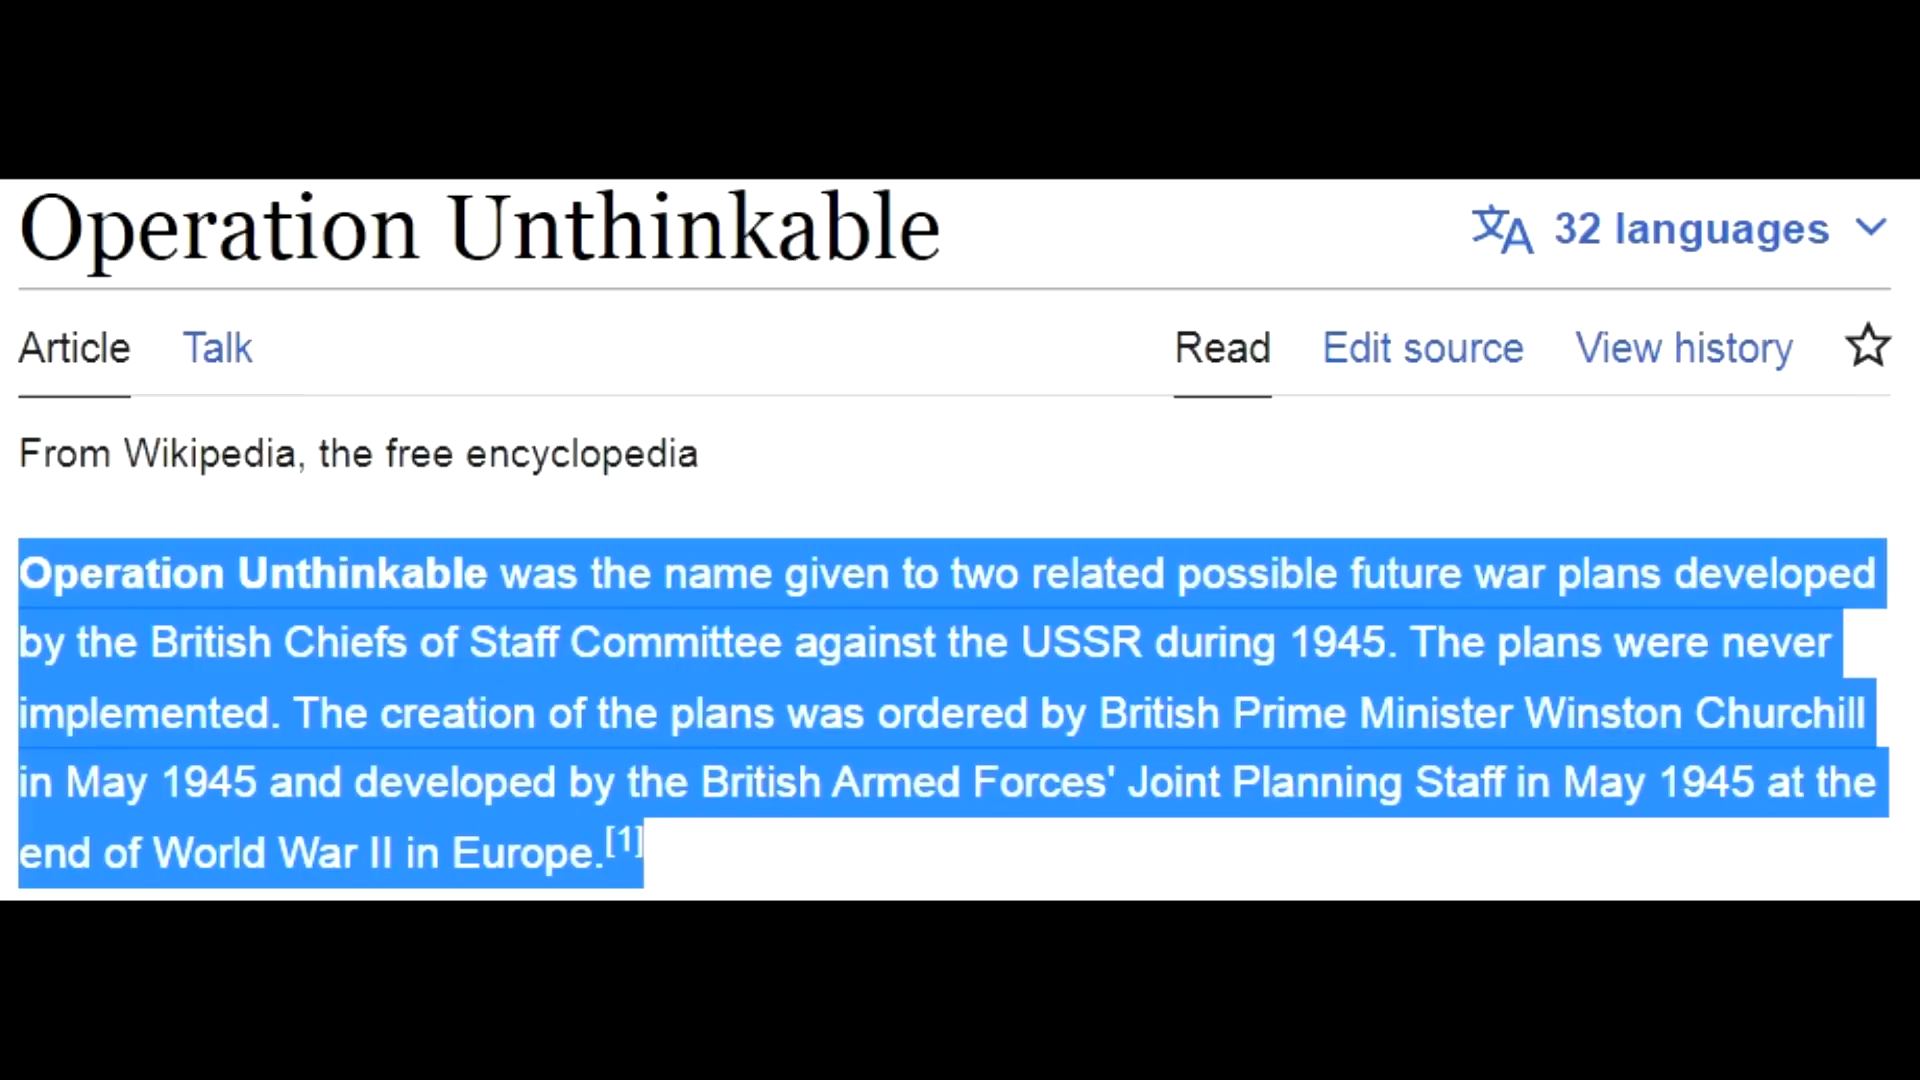 Operation Unthinkable
32 languages
Article Talk Read Edit source View history
From Wikipedia, the free encyclopedia
Operation Unthinkable was the name given to two related possible future war plans developed
by the British Chiefs of Staff Committee against the USSR during 1945. The plans were never
implemented. The creation of the plans was ordered by British Prime Minister Winston Churchill
in May 1945 and developed by the British Armed Forces' Joint Planning Staff in May 1945 at the
end of World War II in Europe.[1]